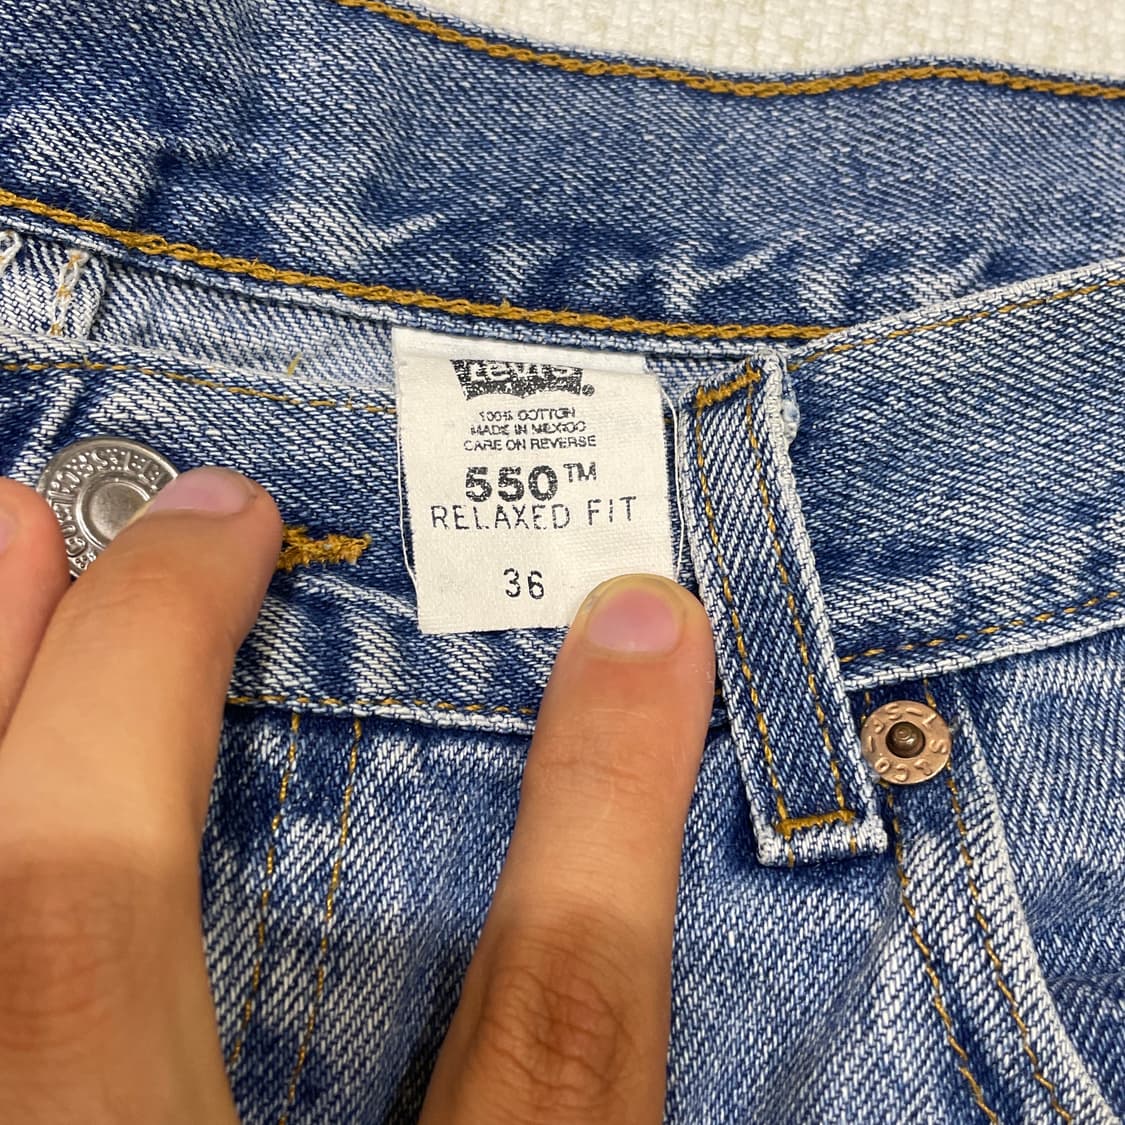 Levi's®
100% COTTON
MADE IN MEXICO
CARE ON REVERSE
550™
RELAXED FIT
36